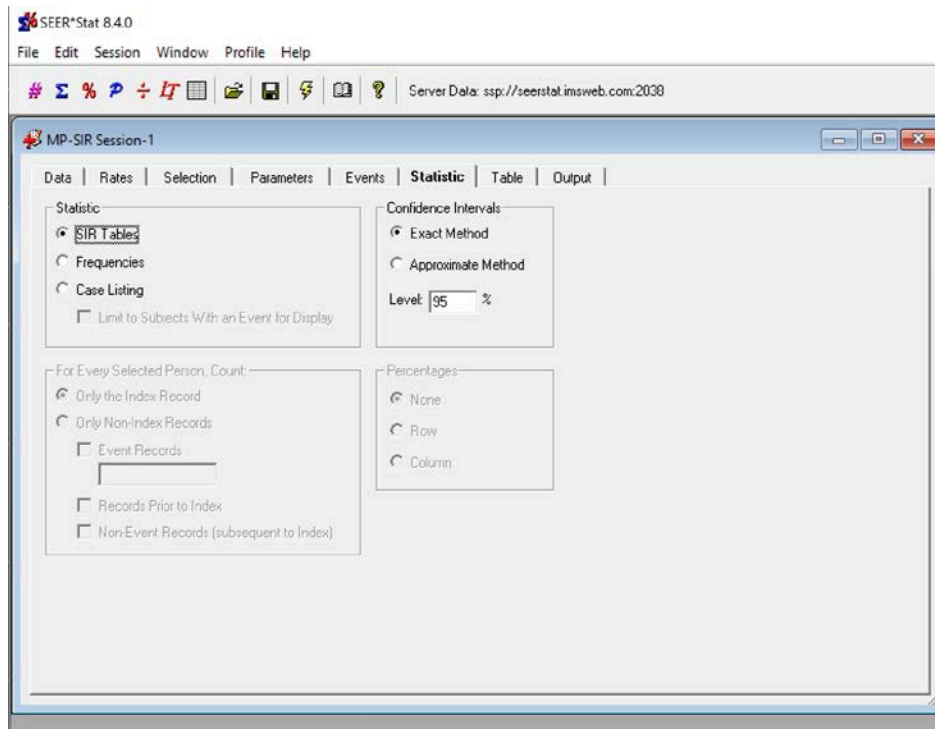 SEER*Stat 8.4.0
File Edit Session Window Profile Help
# Σ % P ÷ LT ? Server Data: ssp://seerstat.imsweb.com:2038
MP-SIR Session-1
Data | Rates | Selection | Parameters | Events | Statistic | Table | Output |
Statistic
SIR Tables
Frequencies
Case Listing
Limit to Subjects With an Event for Display
Confidence Intervals
Exact Method
Approximate Method
Level: 95 %
For Every Selected Person, Count:
Only the Index Record
Only Non-Index Records
Event Records
Records Prior to Index
Non-Event Records (subsequent to Index)
Percentages
None
Row
Column